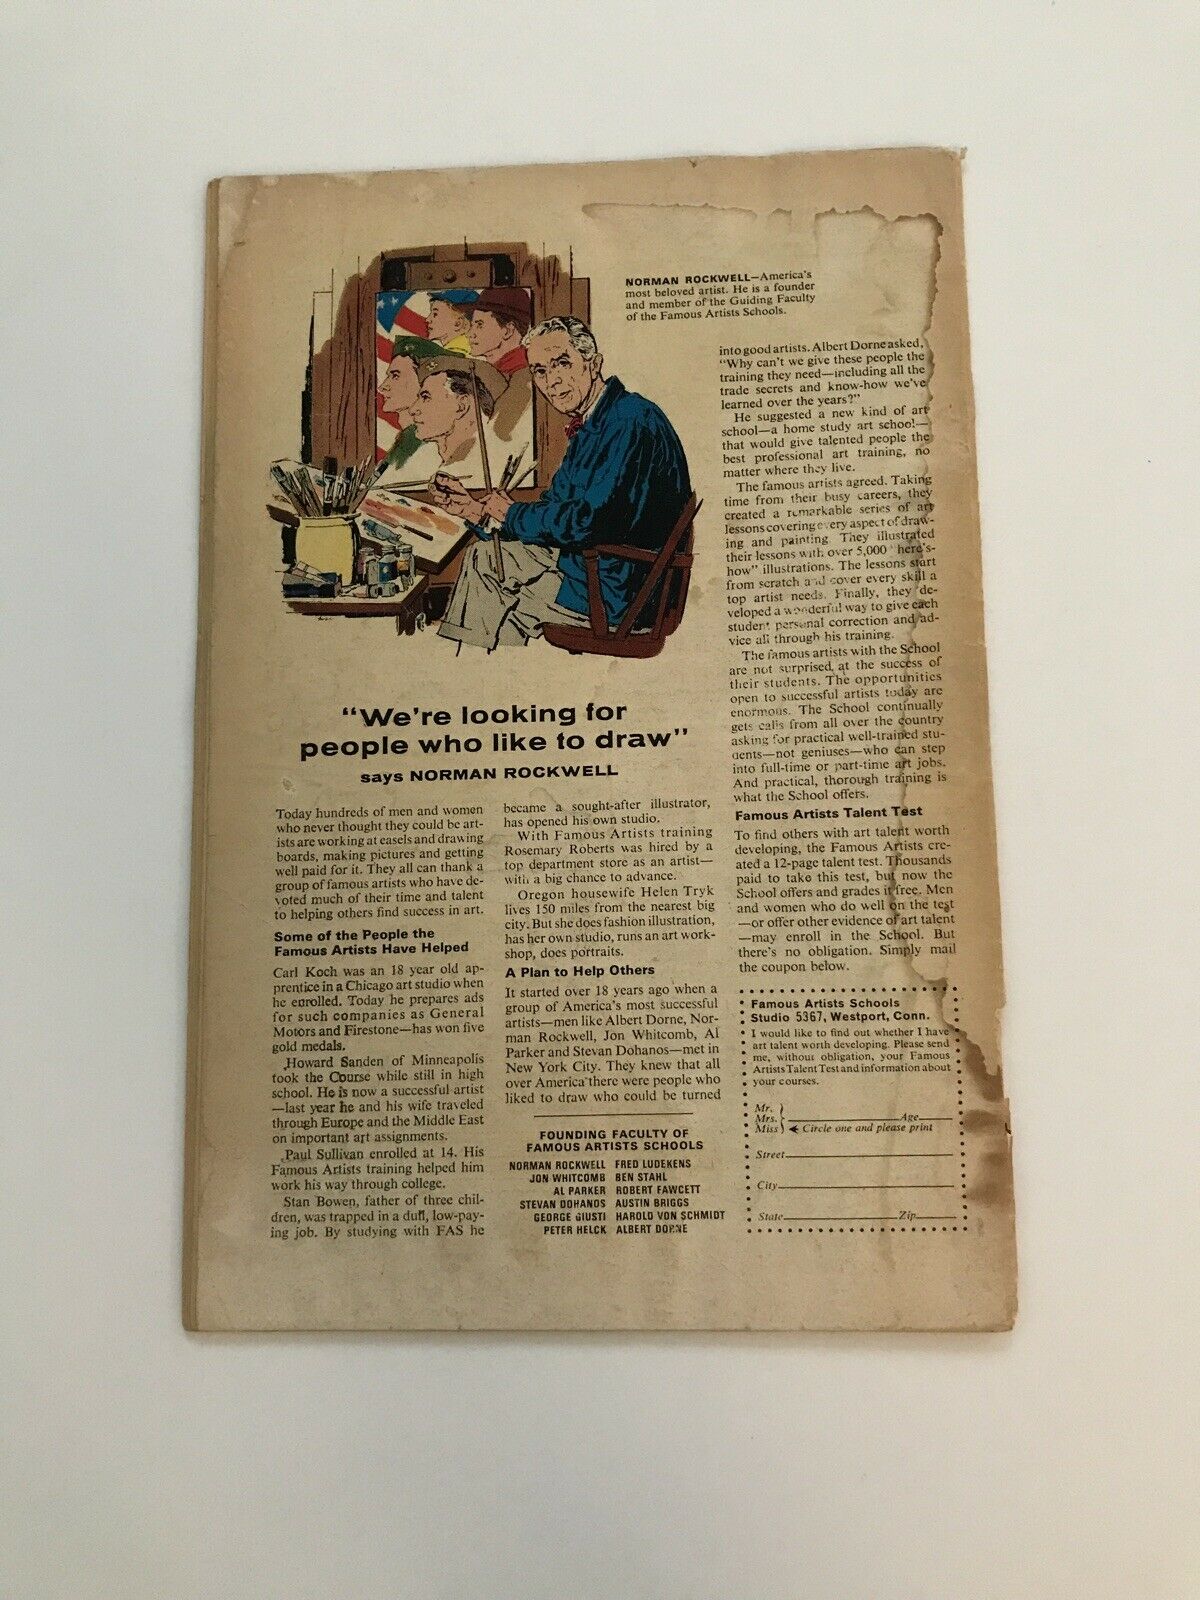 NORMAN ROCKWELL—America's
most beloved artist. He is a founder
and member of the Guiding Faculty
of the Famous Artists Schools.
"We're looking for
people who like to draw"
says NORMAN ROCKWELL
Today hundreds of men and women
who never thought they could be art-
ists are working at easels and drawing
boards, making pictures and getting
well paid for it. They all can thank a
group of famous artists who have de-
voted much of their time and talent
to helping others find success in art.
Some of the People the
Famous Artists Have Helped
Carl Koch was an 18 year old ap-
prentice in a Chicago art studio when
he enrolled. Today he prepares ads
for such companies as General
Motors and Firestone—has won five
gold medals.
Howard Sanden of Minneapolis
took the Course while still in high
school. He is now a successful artist
—last year he and his wife traveled
through Europe and the Middle East
on important art assignments.
Paul Sullivan enrolled at 14. His
Famous Artists training helped him
work his way through college.
Stan Bowen, father of three chil-
dren, was trapped in a dull, low-pay-
ing job. By studying with FAS he
became a sought-after illustrator,
has opened his own studio.
With Famous Artists training
Rosemary Roberts was hired by a
top department store as an artist—
with a big chance to advance.
Oregon housewife Helen Tryk
lives 150 miles from the nearest big
city. But she does fashion illustration,
has her own studio, runs an art work-
shop, does portraits.
A Plan to Help Others
It started over 18 years ago when a
group of America's most successful
artists—men like Albert Dorne, Nor-
man Rockwell, Jon Whitcomb, Al
Parker and Stevan Dohanos—met in
New York City. They knew that all
over America there were people who
liked to draw who could be turned
into good artists. Albert Dorne asked,
"Why can't we give these people the
training they need—including all the
trade secrets and know-how we've
learned over the years?"
He suggested a new kind of art
school—a home study art school—
that would give talented people the
best professional art training, no
matter where they live.
The famous artists agreed. Taking
time from their busy careers, they
created a remarkable series of art
lessons covering every aspect of draw-
ing and painting. They illustrated
their lessons with over 5,000 "here's-
how" illustrations. The lessons start
from scratch and cover every skill a
top artist needs. Finally, they de-
veloped a wonderful way to give each
student personal correction and ad-
vice all through his training.
The famous artists with the School
are not surprised at the success of
their students. The opportunities
open to successful artists today are
enormous. The School continually
gets calls from all over the country
asking for practical well-trained stu-
dents—not geniuses—who can step
into full-time or part-time art jobs.
And practical, thorough training is
what the School offers.
Famous Artists Talent Test
To find others with art talent worth
developing, the Famous Artists cre-
ated a 12-page talent test. Thousands
paid to take this test, but now the
School offers and grades it free. Men
and women who do well on the test
—or offer other evidence of art talent
—may enroll in the School. But
there's no obligation. Simply mail
the coupon below.
FOUNDING FACULTY OF
FAMOUS ARTISTS SCHOOLS
NORMAN ROCKWELL FRED LUDEKENS
JON WHITCOMB BEN STAHL
AL PARKER ROBERT FAWCETT
STEVAN DOHANOS AUSTIN BRIGGS
GEORGE GIUSTI HAROLD VON SCHMIDT
PETER HELCK ALBERT DORNE
Famous Artists Schools
Studio 5367, Westport, Conn.
I would like to find out whether I have
art talent worth developing. Please send
me, without obligation, your Famous
Artists Talent Test and information about
your courses.
Mr.
Mrs. Age
Miss Circle one and please print
Street
City
State Zip